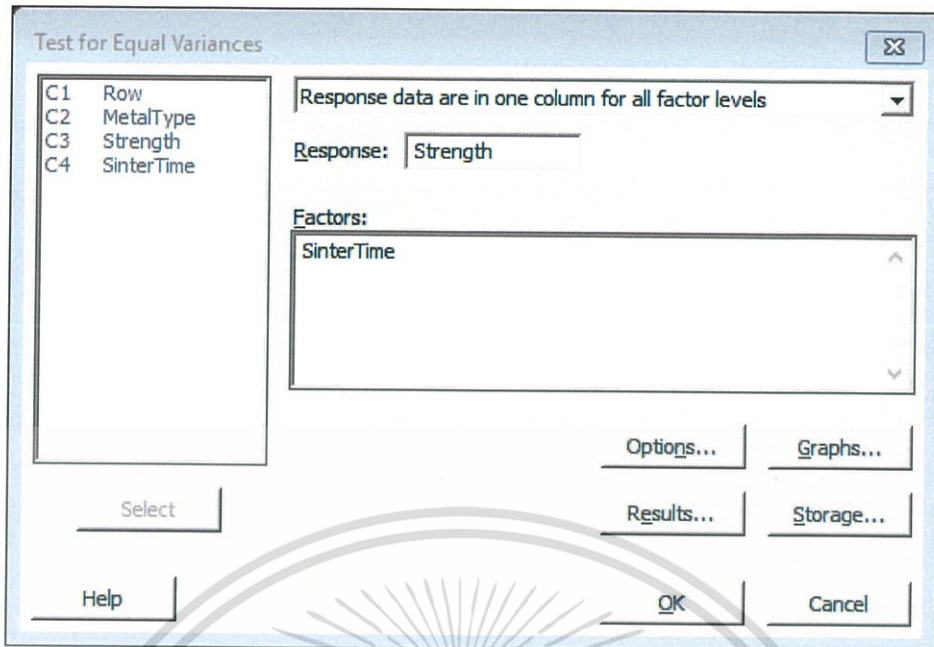 Test for Equal Variances
C1 Row
C2 MetalType
C3 Strength
C4 SinterTime
Response data are in one column for all factor levels
Response: Strength
Factors:
SinterTime
Options...
Graphs...
Select
Results...
Storage...
Help
OK
Cancel